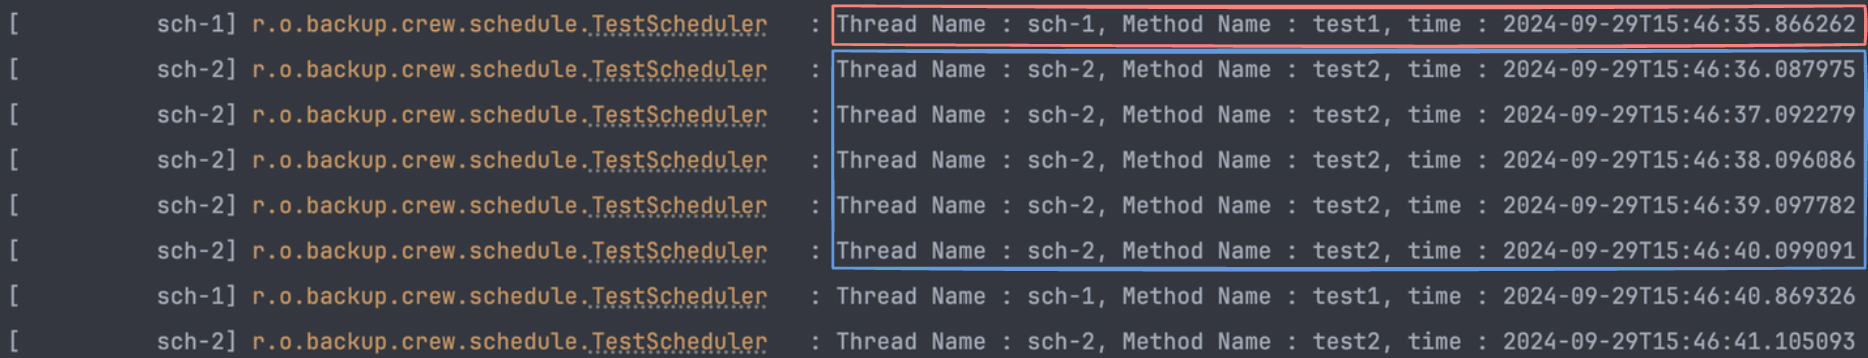 [           sch-1] r.o.backup.crew.schedule.TestScheduler   : Thread Name : sch-1, Method Name : test1, time : 2024-09-29T15:46:35.866262
[           sch-2] r.o.backup.crew.schedule.TestScheduler   : Thread Name : sch-2, Method Name : test2, time : 2024-09-29T15:46:36.087975
[           sch-2] r.o.backup.crew.schedule.TestScheduler   : Thread Name : sch-2, Method Name : test2, time : 2024-09-29T15:46:37.092279
[           sch-2] r.o.backup.crew.schedule.TestScheduler   : Thread Name : sch-2, Method Name : test2, time : 2024-09-29T15:46:38.096086
[           sch-2] r.o.backup.crew.schedule.TestScheduler   : Thread Name : sch-2, Method Name : test2, time : 2024-09-29T15:46:39.097782
[           sch-2] r.o.backup.crew.schedule.TestScheduler   : Thread Name : sch-2, Method Name : test2, time : 2024-09-29T15:46:40.099091
[           sch-1] r.o.backup.crew.schedule.TestScheduler   : Thread Name : sch-1, Method Name : test1, time : 2024-09-29T15:46:40.869326
[           sch-2] r.o.backup.crew.schedule.TestScheduler   : Thread Name : sch-2, Method Name : test2, time : 2024-09-29T15:46:41.105093